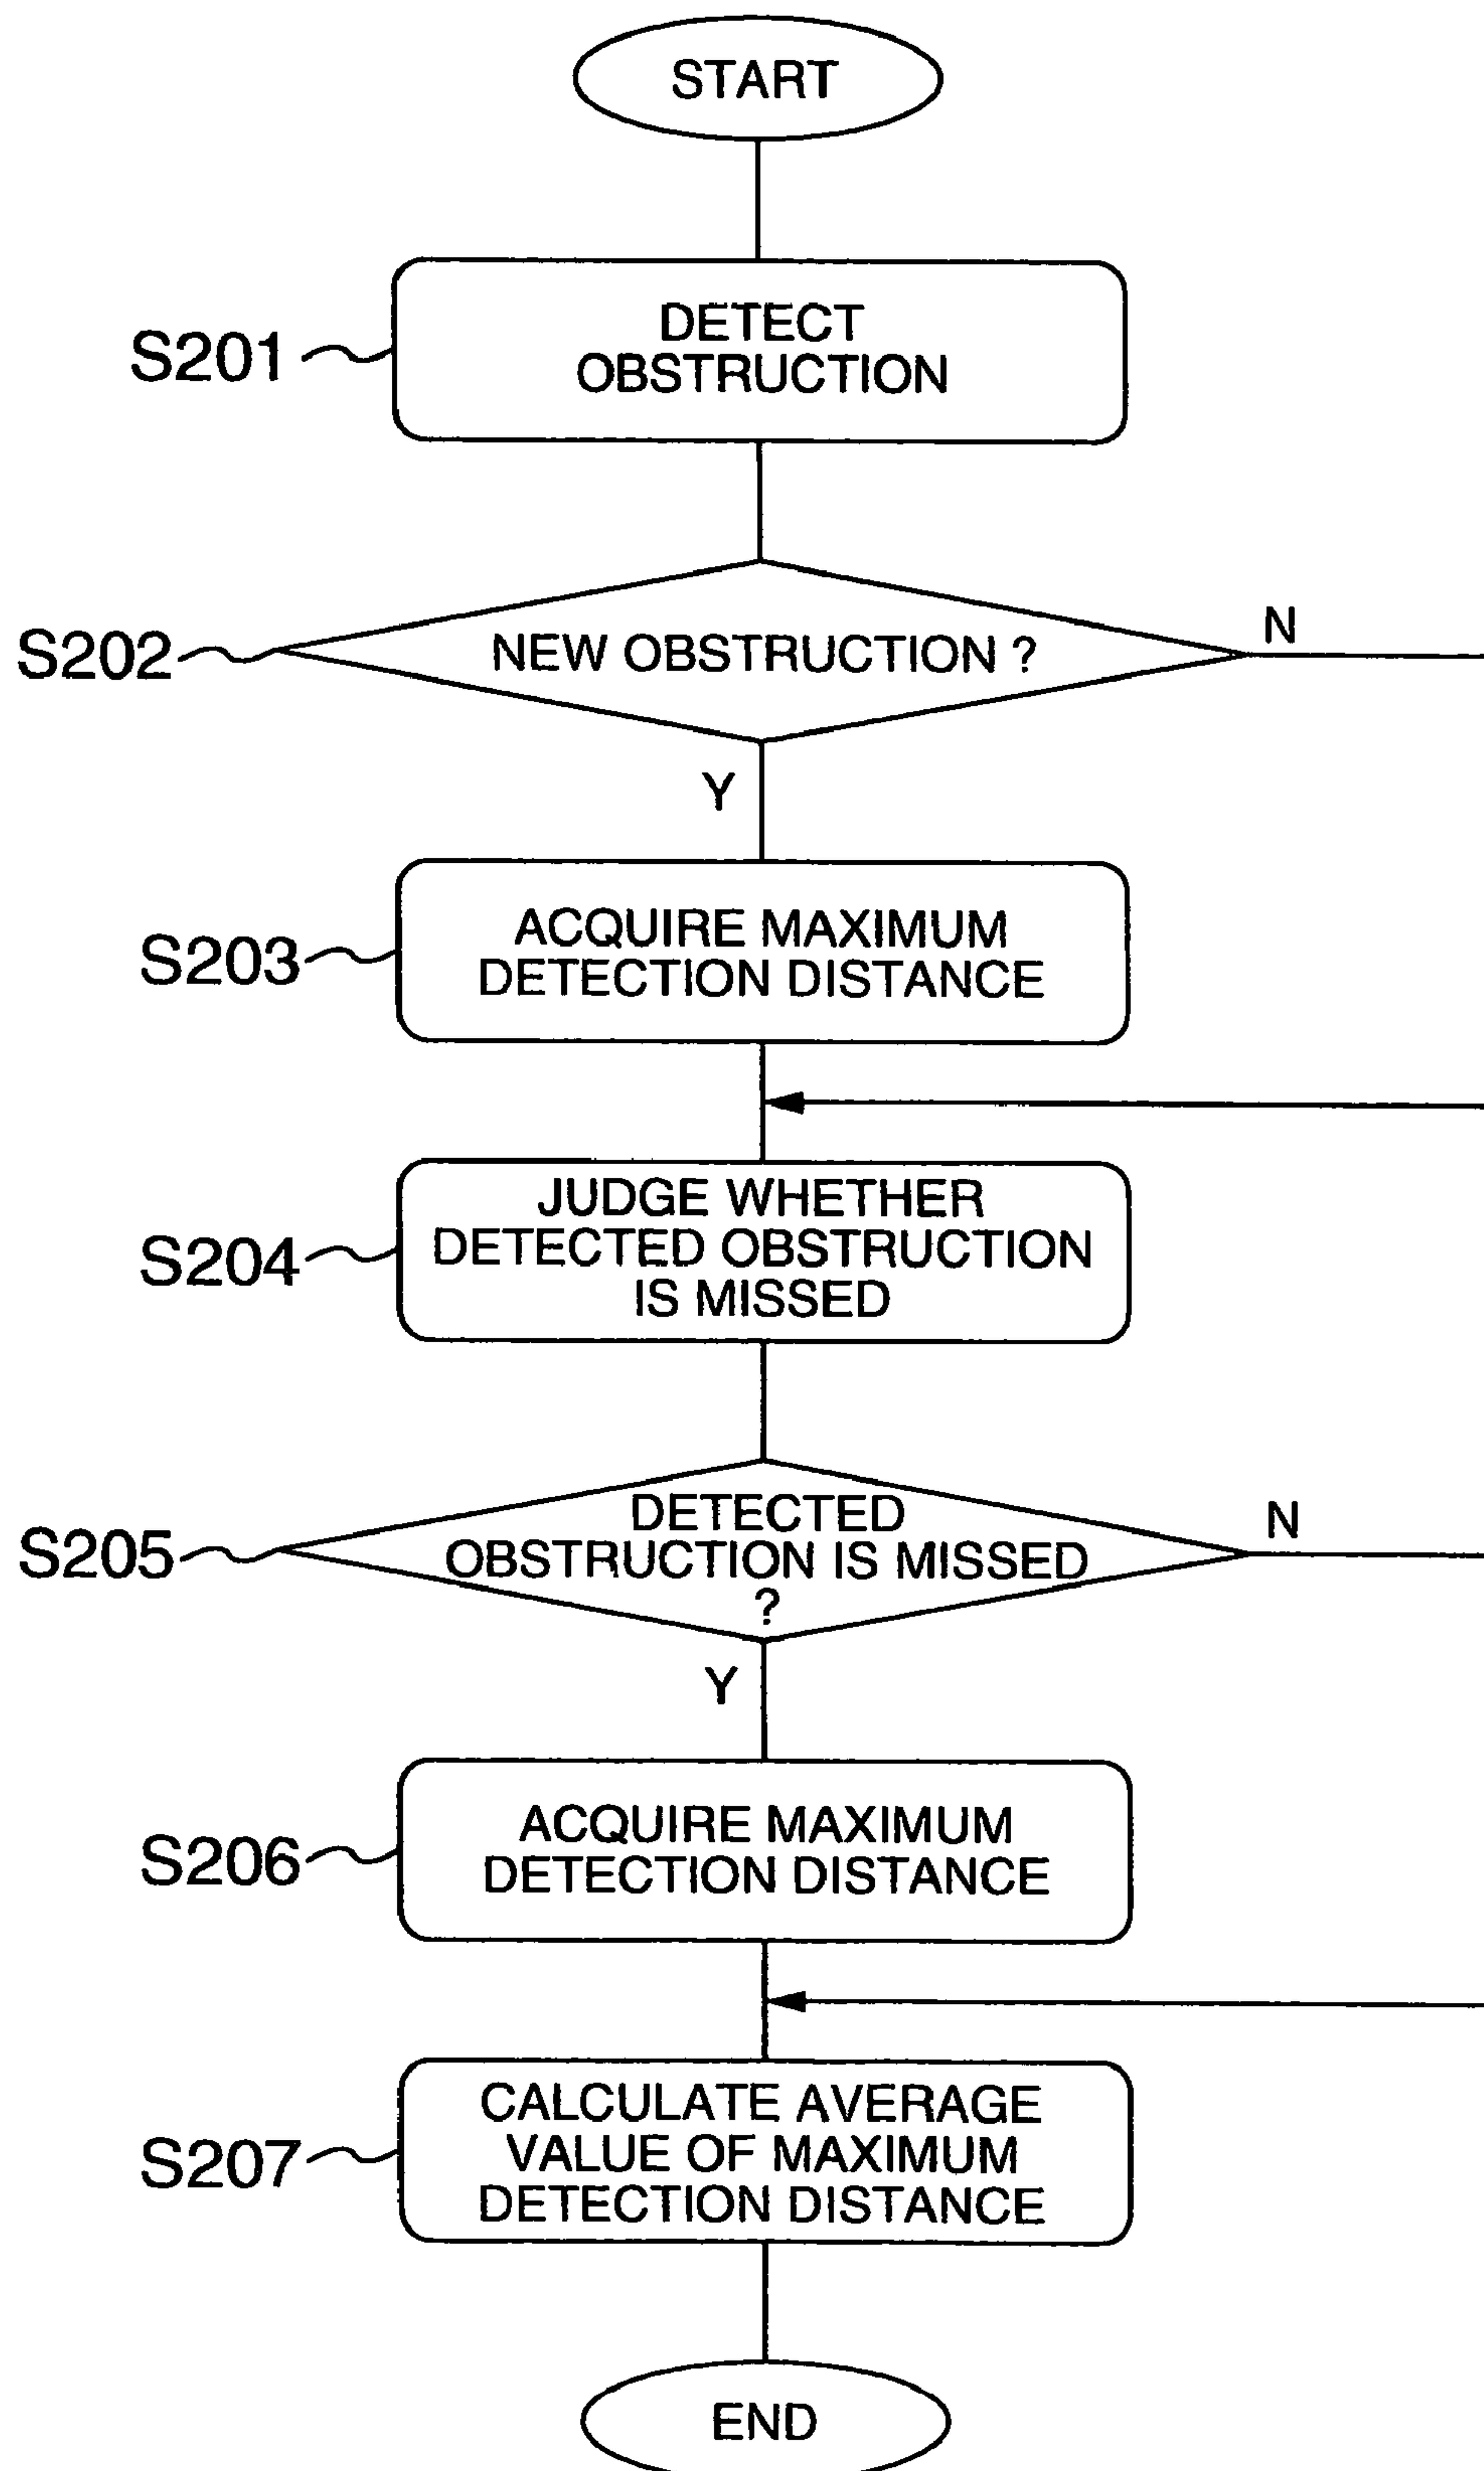 START
S201
DETECT
OBSTRUCTION
S202
NEW OBSTRUCTION ?
N
Y
S203
ACQUIRE MAXIMUM
DETECTION DISTANCE
S204
JUDGE WHETHER
DETECTED OBSTRUCTION
IS MISSED
S205
DETECTED
OBSTRUCTION IS MISSED
?
N
Y
S206
ACQUIRE MAXIMUM
DETECTION DISTANCE
S207
CALCULATE AVERAGE
VALUE OF MAXIMUM
DETECTION DISTANCE
END